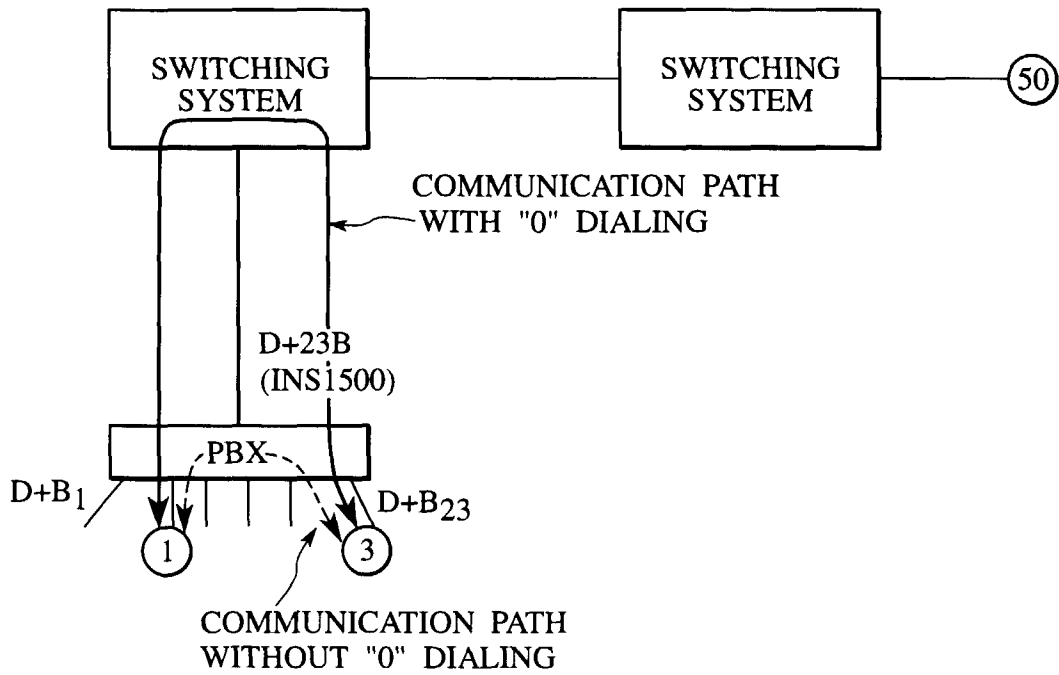 SWITCHING
SYSTEM
SWITCHING
SYSTEM
50
COMMUNICATION PATH
WITH "0" DIALING
D+23B
(INS1500)
PBX
D+B1
D+B23
1
3
COMMUNICATION PATH
WITHOUT "0" DIALING